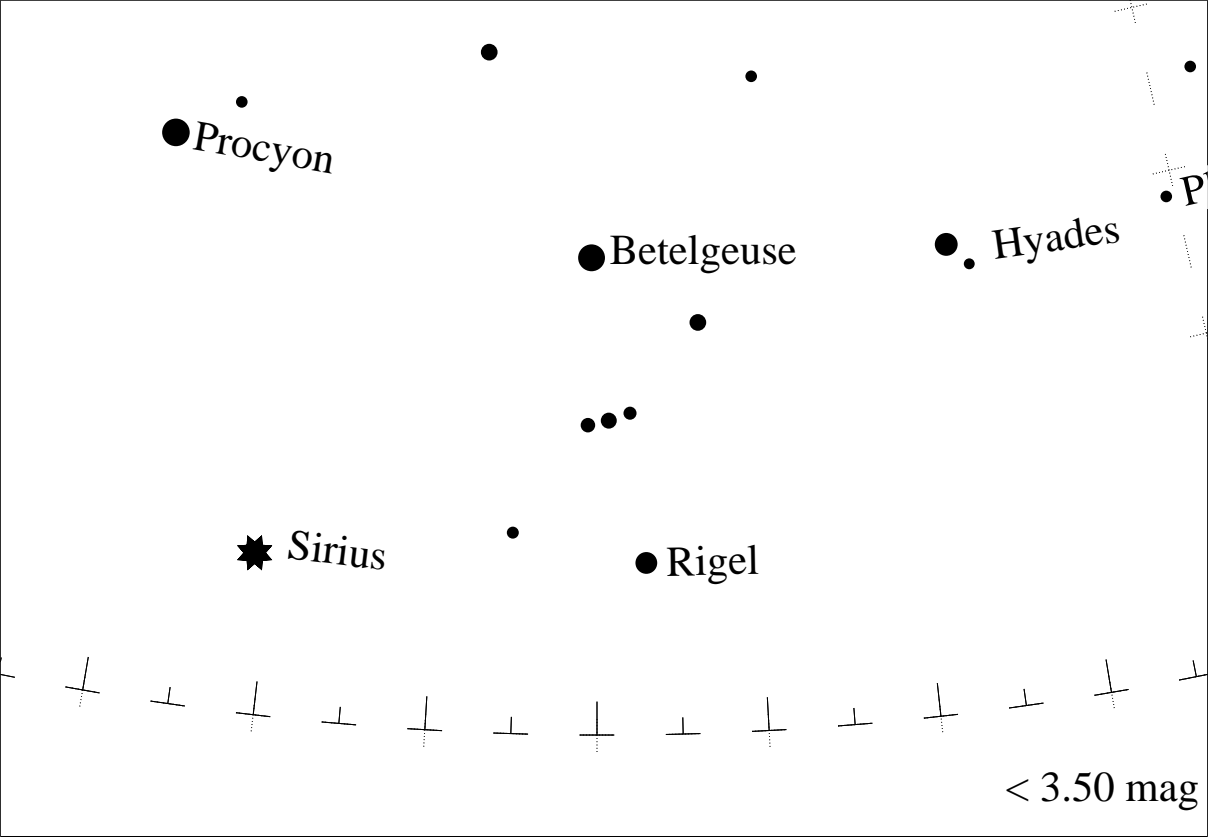 Procyon
Betelgeuse
Hyades
Sirius
Rigel
< 3.50 mag